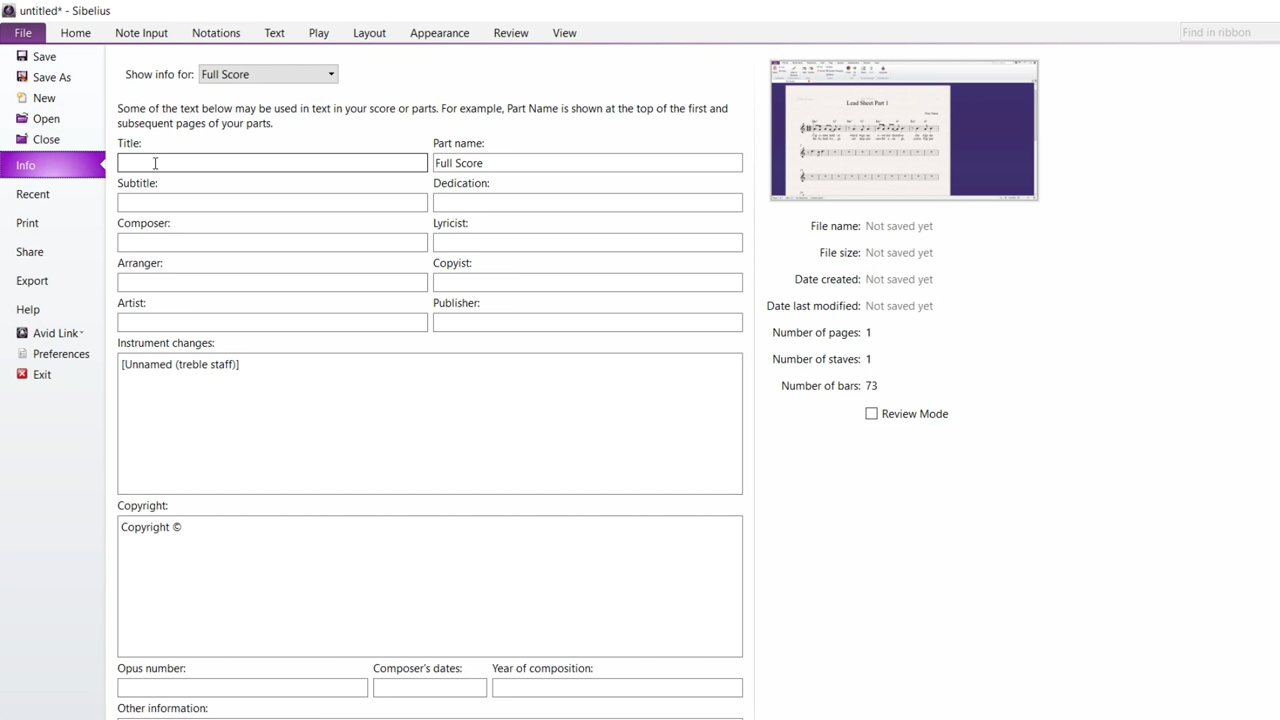 untitled* - Sibelius
File Home Note Input Notations Text Play Layout Appearance Review View Find in ribbon
Save
Save As
New
Open
Close
Info
Recent
Print
Share
Export
Help
Avid Link
Preferences
Exit
Show info for: Full Score
Some of the text below may be used in text in your score or parts. For example, Part Name is shown at the top of the first and
subsequent pages of your parts.
Title: Part name:
Full Score
Subtitle: Dedication:
Composer: Lyricist:
Arranger: Copyist:
Artist: Publisher:
Instrument changes:
[Unnamed (treble staff)]
Copyright:
Copyright ©
Opus number: Composer's dates: Year of composition:
Other information:
Lead Sheet Part 1
File name: Not saved yet
File size: Not saved yet
Date created: Not saved yet
Date last modified: Not saved yet
Number of pages: 1
Number of staves: 1
Number of bars: 73
Review Mode